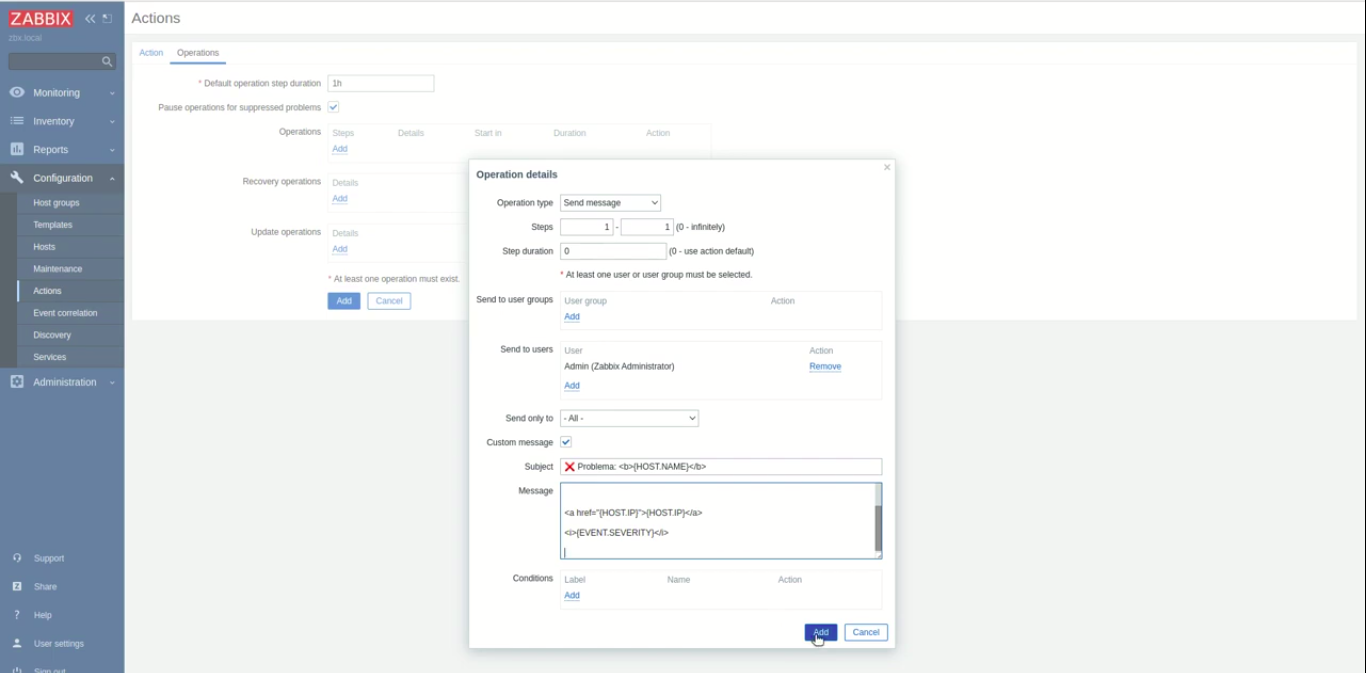 ZABBIX
zbx.local
Monitoring
Inventory
Reports
Configuration
Host groups
Templates
Hosts
Maintenance
Actions
Event correlation
Discovery
Services
Administration
Support
Share
Help
User settings
Sign out
Actions
Action Operations
* Default operation step duration 1h
Pause operations for suppressed problems
Operations Steps Details Start in Duration Action
Add
Recovery operations Details
Add
Update operations Details
Add
* At least one operation must exist.
Add Cancel
Operation details
Operation type Send message
Steps 1 - 1 (0 - infinitely)
Step duration 0 (0 - use action default)
* At least one user or user group must be selected.
Send to user groups User group Action
Add
Send to users User Action
Admin (Zabbix Administrator) Remove
Add
Send only to - All -
Custom message
Subject ❌ Problema: <b>{HOST.NAME}</b>
Message
<a href="{HOST.IP}">{HOST.IP}</a>
<i>{EVENT.SEVERITY}</i>
Conditions Label Name Action
Add
Add Cancel